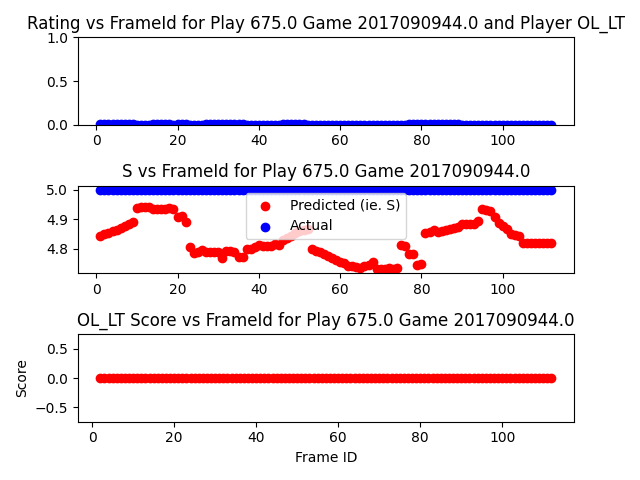 Rating vs FrameId for Play 675.0 Game 2017090944.0 and Player OL_LT
1.0
0.5
0.0
0 20 40 60 80 100
S vs FrameId for Play 675.0 Game 2017090944.0
5.0
4.9
4.8
Predicted (ie. S)
Actual
0 20 40 60 80 100
OL_LT Score vs FrameId for Play 675.0 Game 2017090944.0
Score
0.5
0.0
−0.5
0 20 40 60 80 100
Frame ID